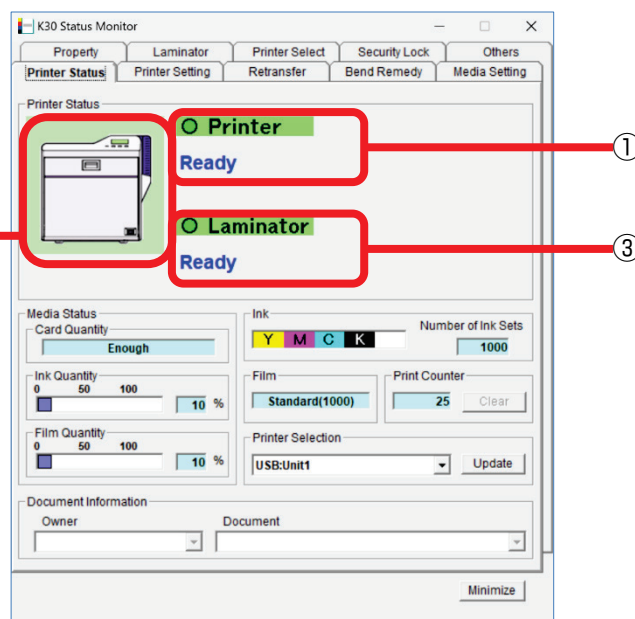 K30 Status Monitor
Property Laminator Printer Select Security Lock Others
Printer Status Printer Setting Retransfer Bend Remedy Media Setting
Printer Status
Printer
Ready
①
Laminator
Ready
③
Media Status
Card Quantity
Enough
Ink
Y M C K
Number of Ink Sets
1000
Ink Quantity
0 50 100
10 %
Film
Standard(1000)
Print Counter
25 Clear
Film Quantity
0 50 100
10 %
Printer Selection
USB:Unit1 Update
Document Information
Owner Document
Minimize